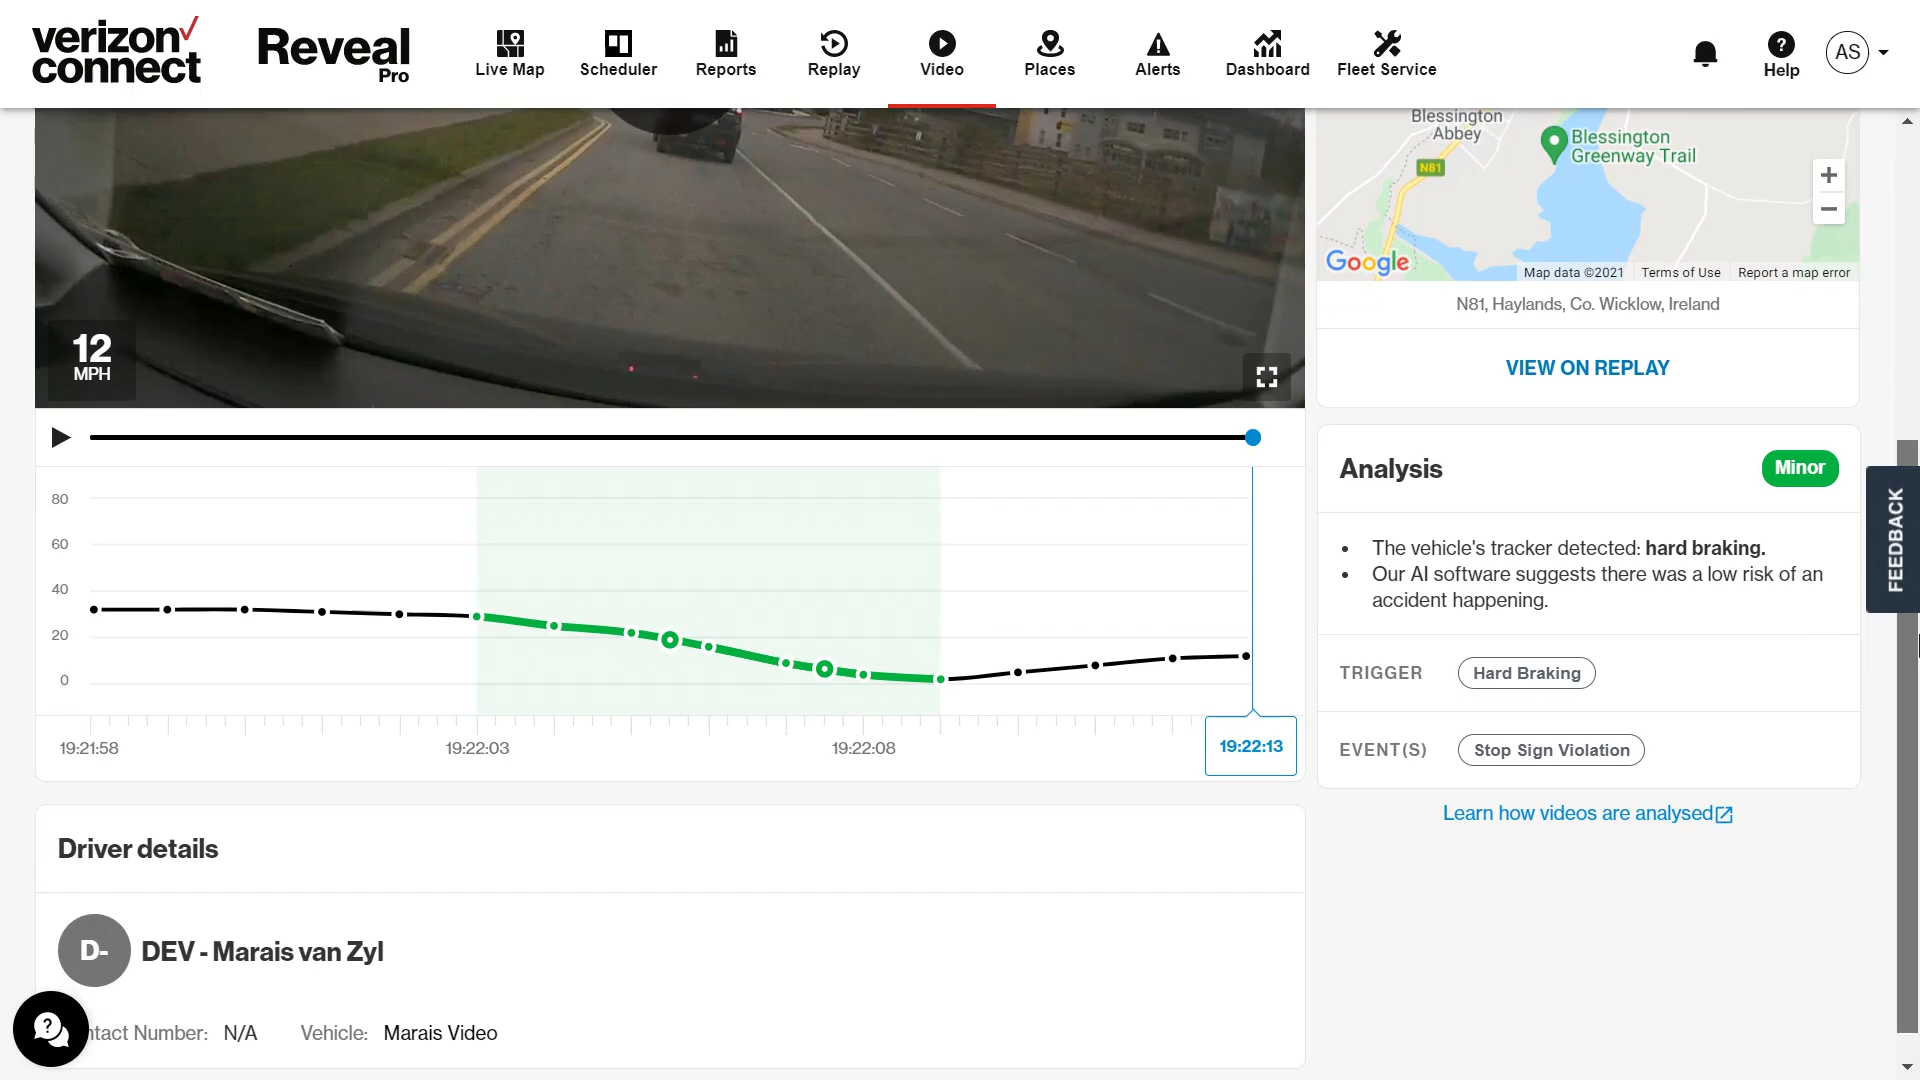 verizon
connect
Reveal
Pro
Live Map
Scheduler
Reports
Replay
Video
Places
Alerts
Dashboard
Fleet Service
Help
AS
12
MPH
Blessington
Abbey
Blessington
Greenway Trail
N81
+
−
Google
Map data ©2021
Terms of Use
Report a map error
N81, Haylands, Co. Wicklow, Ireland
VIEW ON REPLAY
80
60
40
20
0
19:21:58
19:22:03
19:22:08
19:22:13
Analysis
Minor
• The vehicle's tracker detected: hard braking.
• Our AI software suggests there was a low risk of an
accident happening.
TRIGGER
Hard Braking
EVENT(S)
Stop Sign Violation
Learn how videos are analysed
FEEDBACK
Driver details
D-
DEV - Marais van Zyl
ntact Number: N/A
Vehicle: Marais Video